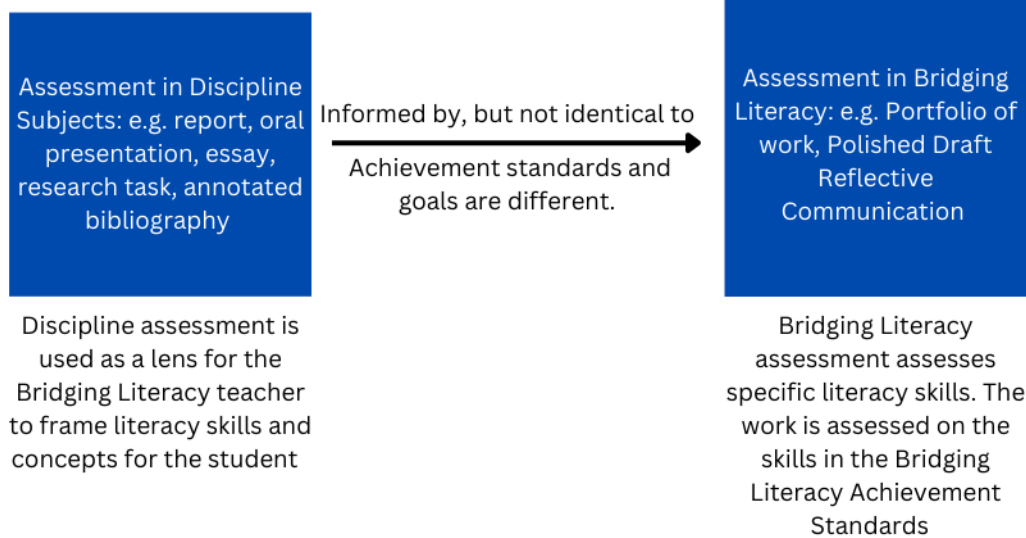 Assessment in Discipline
Subjects: e.g. report, oral
presentation, essay,
research task, annotated
bibliography
Informed by, but not identical to
Achievement standards and
goals are different.
Assessment in Bridging
Literacy: e.g. Portfolio of
work, Polished Draft
Reflective
Communication
Discipline assessment is
used as a lens for the
Bridging Literacy teacher
to frame literacy skills and
concepts for the student
Bridging Literacy
assessment assesses
specific literacy skills. The
work is assessed on the
skills in the Bridging
Literacy Achievement
Standards